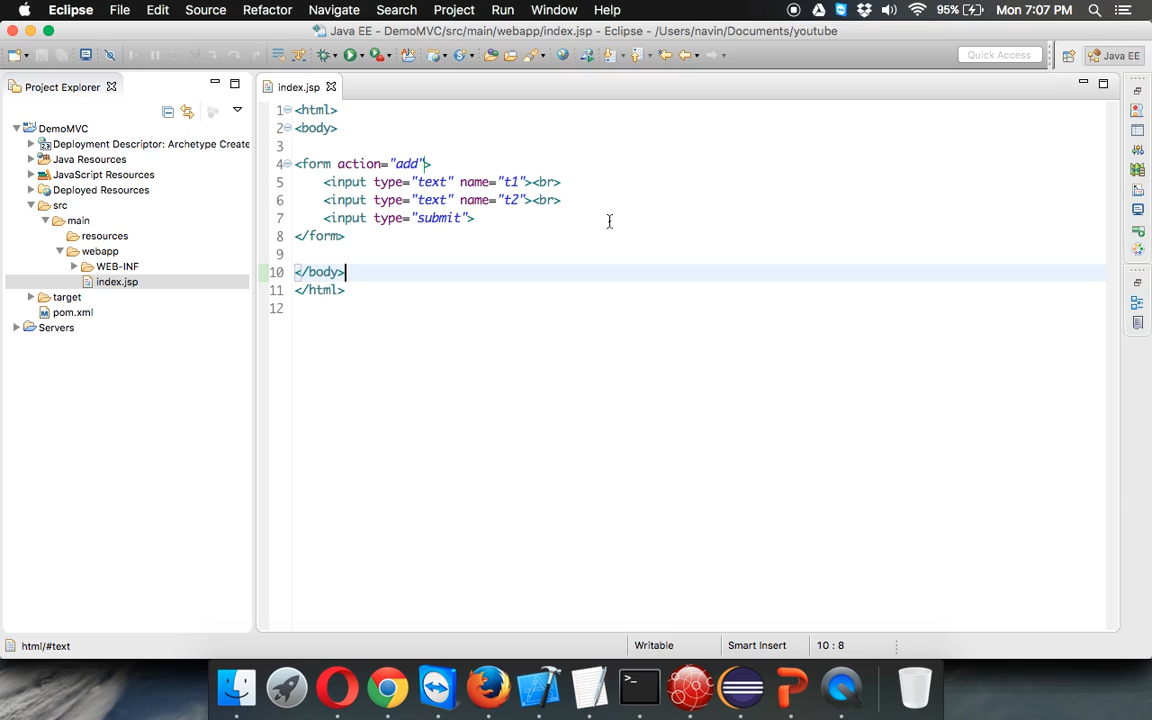 Eclipse File Edit Source Refactor Navigate Search Project Run Window Help 95% Mon 7:07 PM
Java EE - DemoMVC/src/main/webapp/index.jsp - Eclipse - /Users/navin/Documents/youtube
Quick Access Java EE
Project Explorer
DemoMVC
Deployment Descriptor: Archetype Create
Java Resources
JavaScript Resources
Deployed Resources
src
main
resources
webapp
WEB-INF
index.jsp
target
pom.xml
Servers
index.jsp
1 <html>
2 <body>
3
4 <form action="add">
5 <input type="text" name="t1"><br>
6 <input type="text" name="t2"><br>
7 <input type="submit">
8 </form>
9
10 </body>
11 </html>
12
html/#text Writable Smart Insert 10 : 8